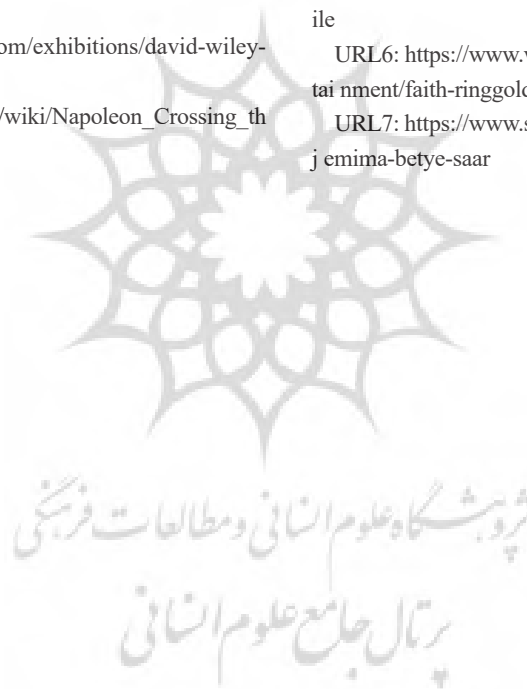 om/exhibitions/david-wiley-
/wiki/Napoleon_Crossing_th
ile
URL6: https://www.v
tai nment/faith-ringgold
URL7: https://www.s
j emima-betye-saar
پژوهشگاه علوم انسانی و مطالعات فرهنگی
پرتال جامع علوم انسانی